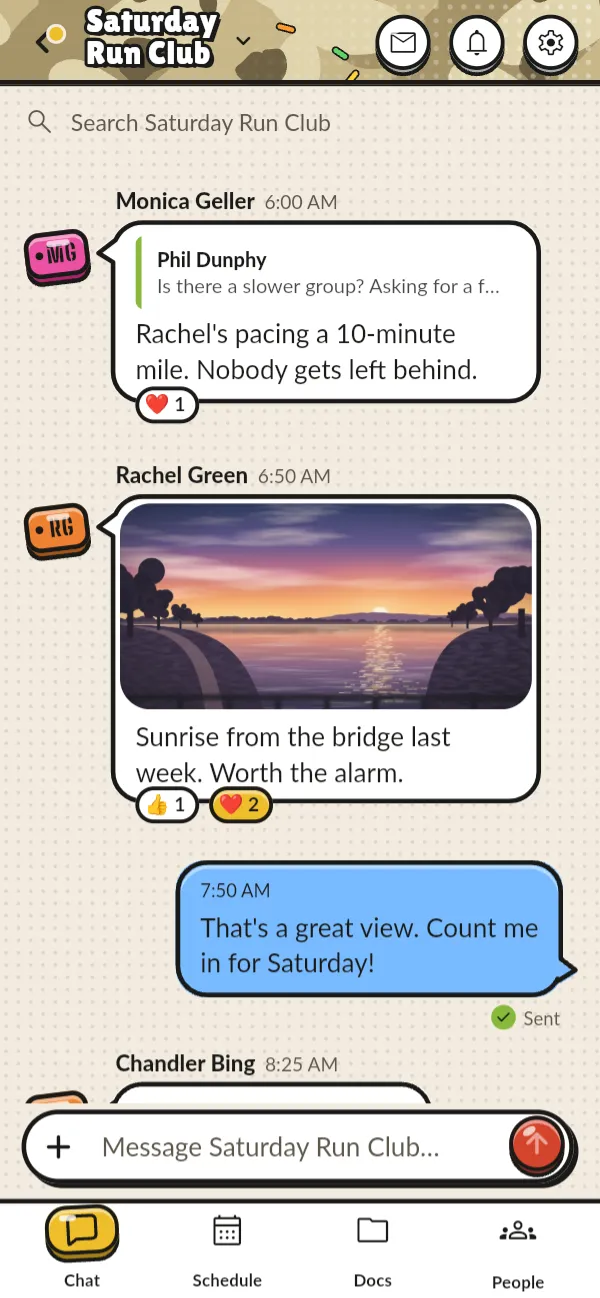 Saturday
Run Club
Search Saturday Run Club
Monica Geller 6:00 AM
MG
Phil Dunphy
Is there a slower group? Asking for a f...
Rachel's pacing a 10-minute
mile. Nobody gets left behind.
❤️ 1
Rachel Green 6:50 AM
RG
Sunrise from the bridge last
week. Worth the alarm.
👍 1 ❤️ 2
7:50 AM
That's a great view. Count me
in for Saturday!
Sent
Chandler Bing 8:25 AM
Message Saturday Run Club...
Chat Schedule Docs People